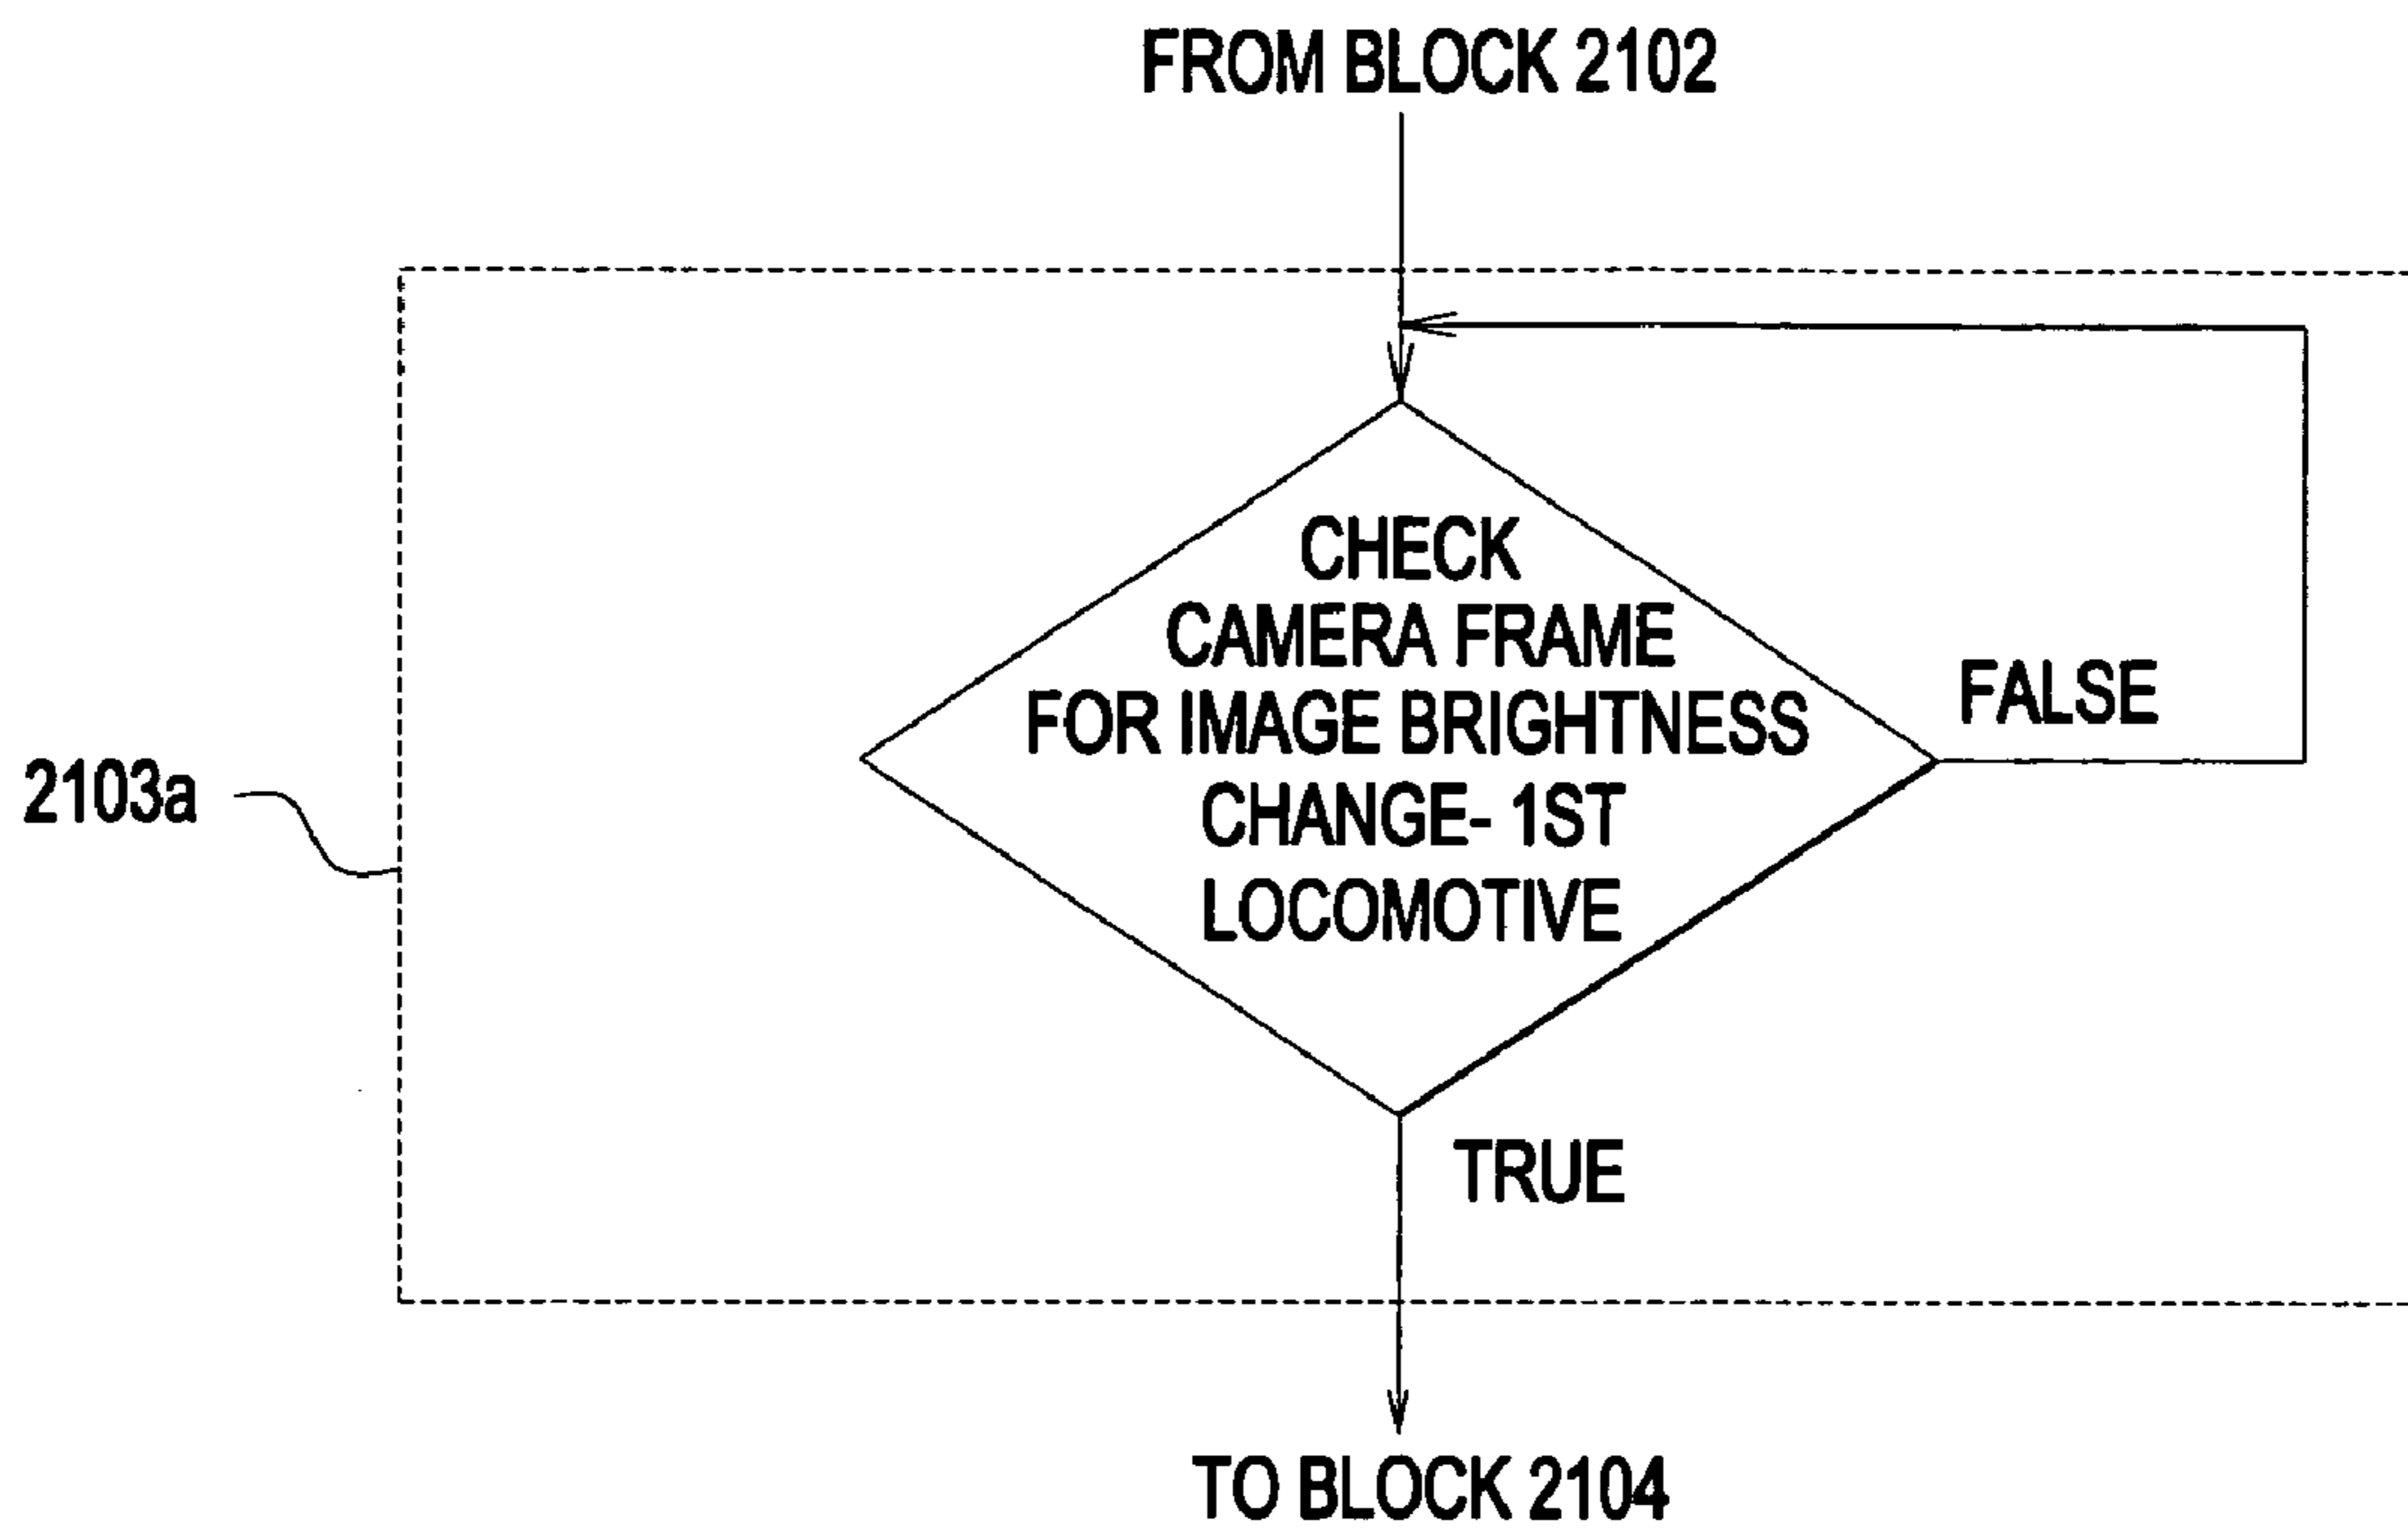 FROM BLOCK 2102
CHECK
CAMERA FRAME
FOR IMAGE BRIGHTNESS
CHANGE- 1ST
LOCOMOTIVE
FALSE
2103a
TRUE
TO BLOCK 2104